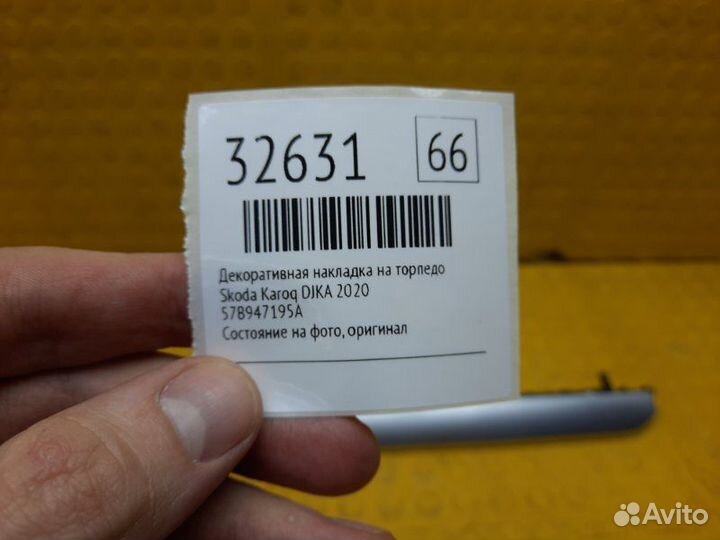 32631
66
Декоративная накладка на торпедо
Skoda Karoq DJKA 2020
57B947195A
Состояние на фото, оригинал
Avito